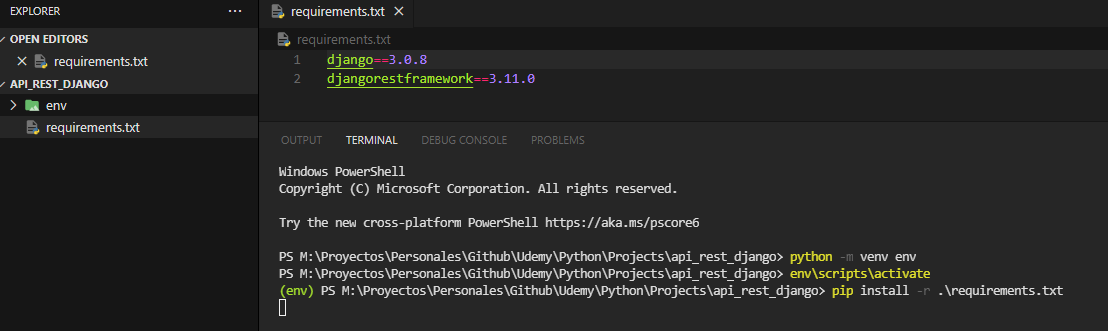 EXPLORER
...
OPEN EDITORS
requirements.txt
API_REST_DJANGO
env
requirements.txt
requirements.txt
requirements.txt
1 django==3.0.8
2 djangorestframework==3.11.0
OUTPUT TERMINAL DEBUG CONSOLE PROBLEMS
Windows PowerShell
Copyright (C) Microsoft Corporation. All rights reserved.
Try the new cross-platform PowerShell https://aka.ms/pscore6
PS M:\Proyectos\Personales\Github\Udemy\Python\Projects\api_rest_django> python -m venv env
PS M:\Proyectos\Personales\Github\Udemy\Python\Projects\api_rest_django> env\scripts\activate
(env) PS M:\Proyectos\Personales\Github\Udemy\Python\Projects\api_rest_django> pip install -r .\requirements.txt